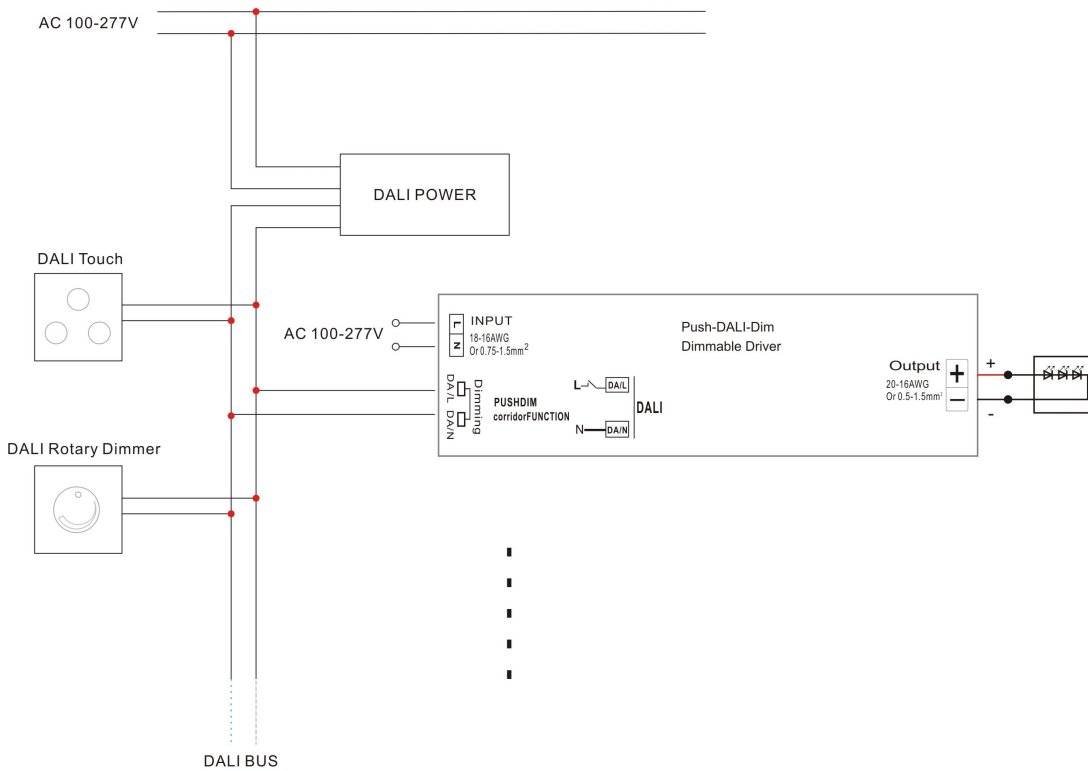 AC 100-277V
DALI POWER
DALI Touch
AC 100-277V
L
N
INPUT
18-16AWG
Or 0.75-1.5mm²
Push-DALI-Dim
Dimmable Driver
Output
20-16AWG
Or 0.5-1.5mm²
+
−
+
-
DA/L
DA/N
Dimming
PUSHDIM
corridorFUNCTION
L
DA/L
N
DA/N
DALI
DALI Rotary Dimmer
DALI BUS